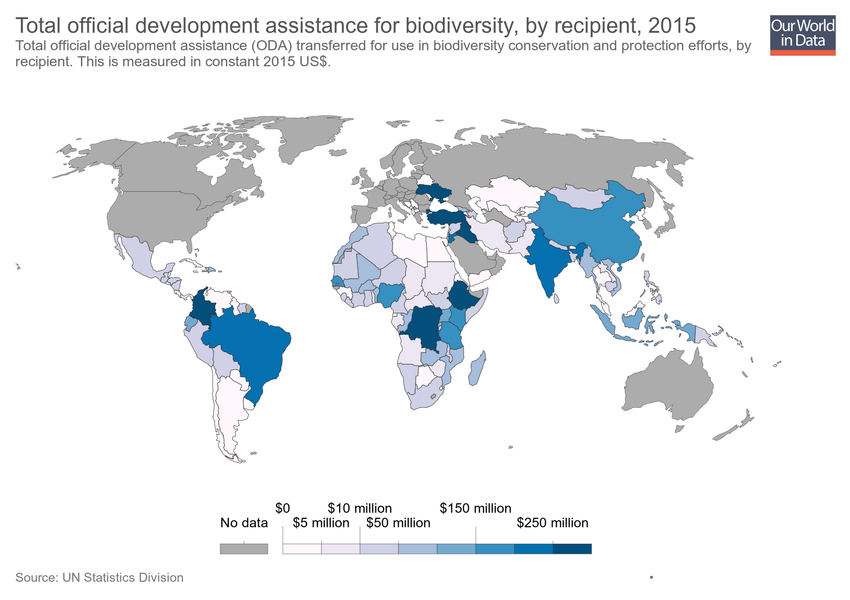 Total official development assistance for biodiversity, by recipient, 2015
Our World
in Data
Total official development assistance (ODA) transferred for use in biodiversity conservation and protection efforts, by
recipient. This is measured in constant 2015 US$.
$0 $10 million $150 million
No data $5 million $50 million $250 million
Source: UN Statistics Division